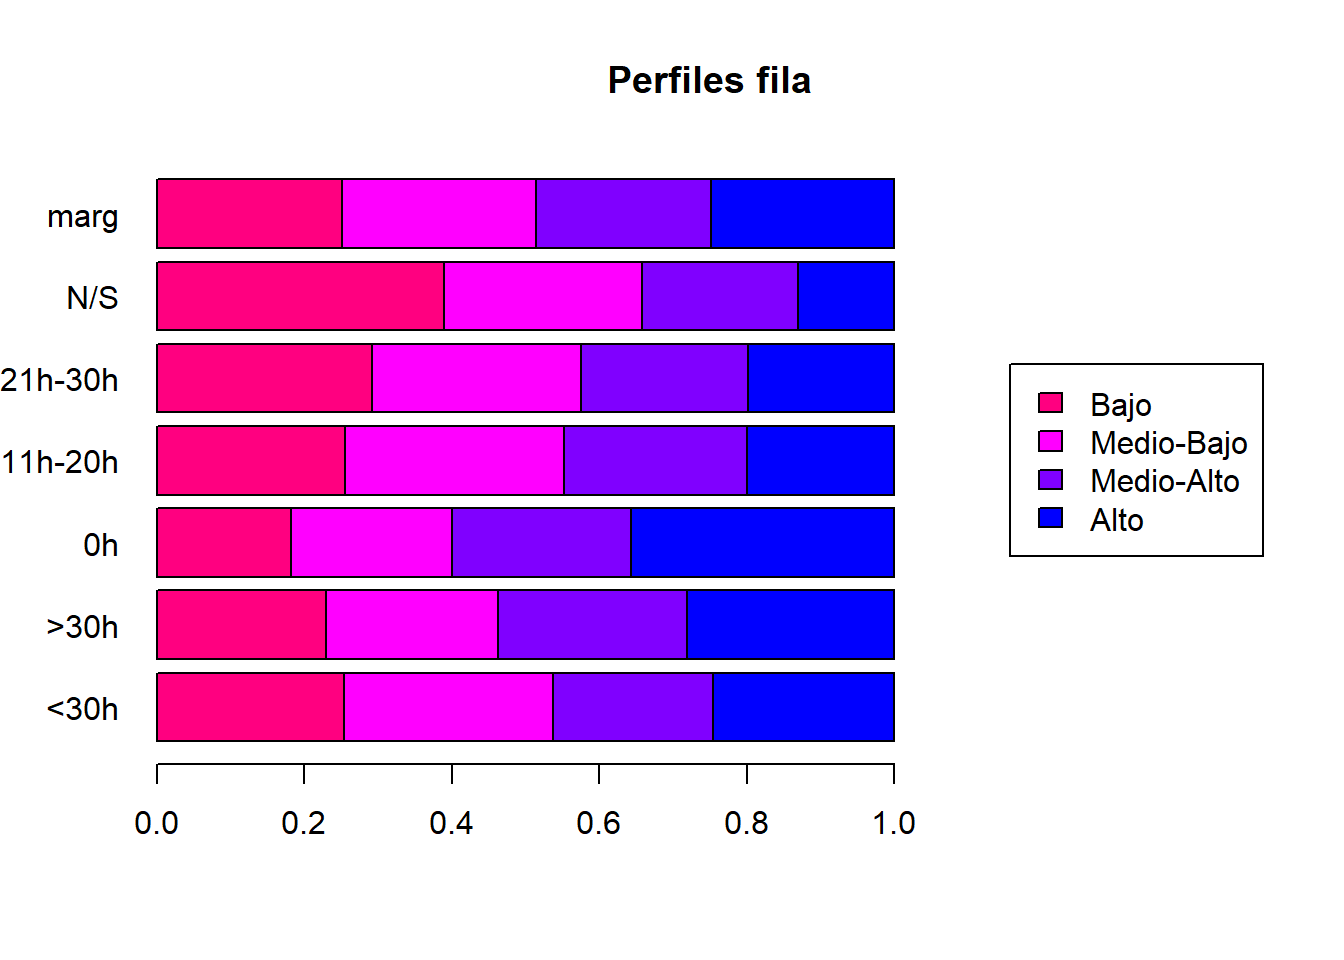 Perfiles fila
marg
N/S
21h-30h
11h-20h
0h
>30h
<30h
0.0 0.2 0.4 0.6 0.8 1.0
Bajo
Medio-Bajo
Medio-Alto
Alto